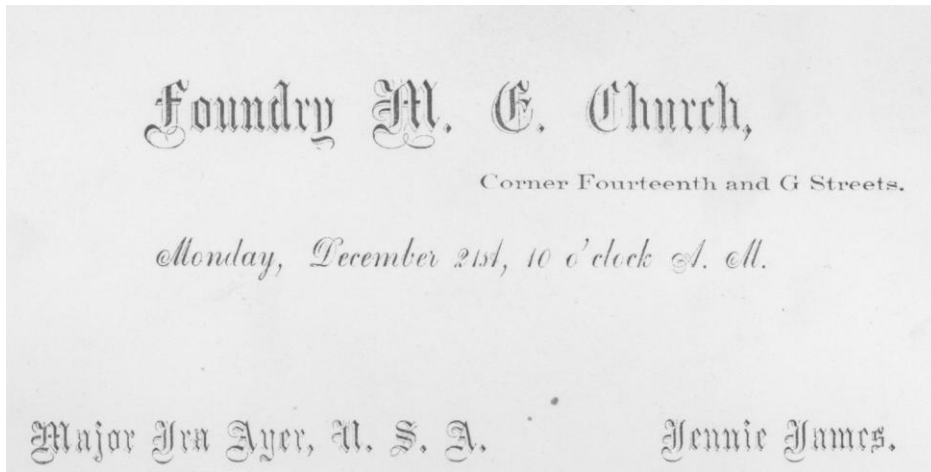 Foundry M. E. Church,
Corner Fourteenth and G Streets.
Monday, December 21st, 10 o'clock A. M.
Major Ira Ayer, U. S. A. Jennie James.